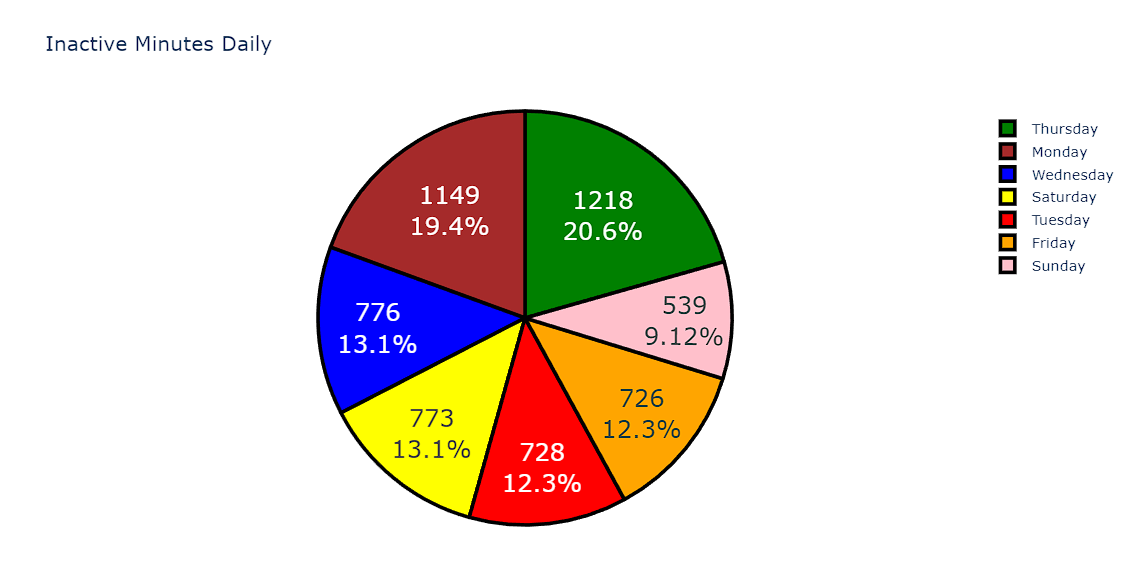 Inactive Minutes Daily
1149
19.4%
1218
20.6%
776
13.1%
539
9.12%
773
13.1%
726
12.3%
728
12.3%
Thursday
Monday
Wednesday
Saturday
Tuesday
Friday
Sunday